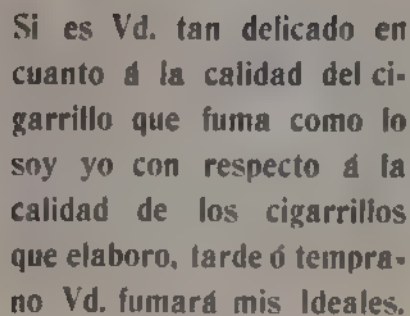 Si es Vd. tan delicado en
cuanto á la calidad del ci-
garrillo que fuma como lo
soy yo con respecto á la
calidad de los cigarrillos
que elaboro, tarde ó tempra-
no Vd. fumará mis Ideales.